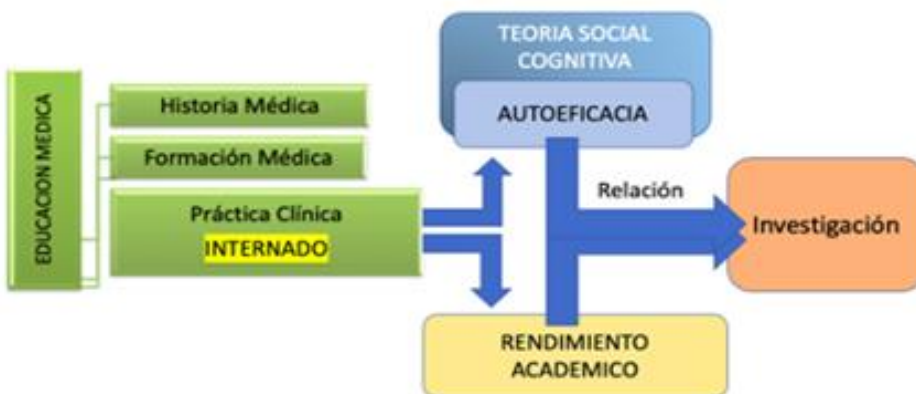 EDUCACION MEDICA
Historia Médica
Formación Médica
Práctica Clínica
INTERNADO
TEORIA SOCIAL
COGNITIVA
AUTOEFICACIA
Relación
Investigación
RENDIMIENTO
ACADEMICO